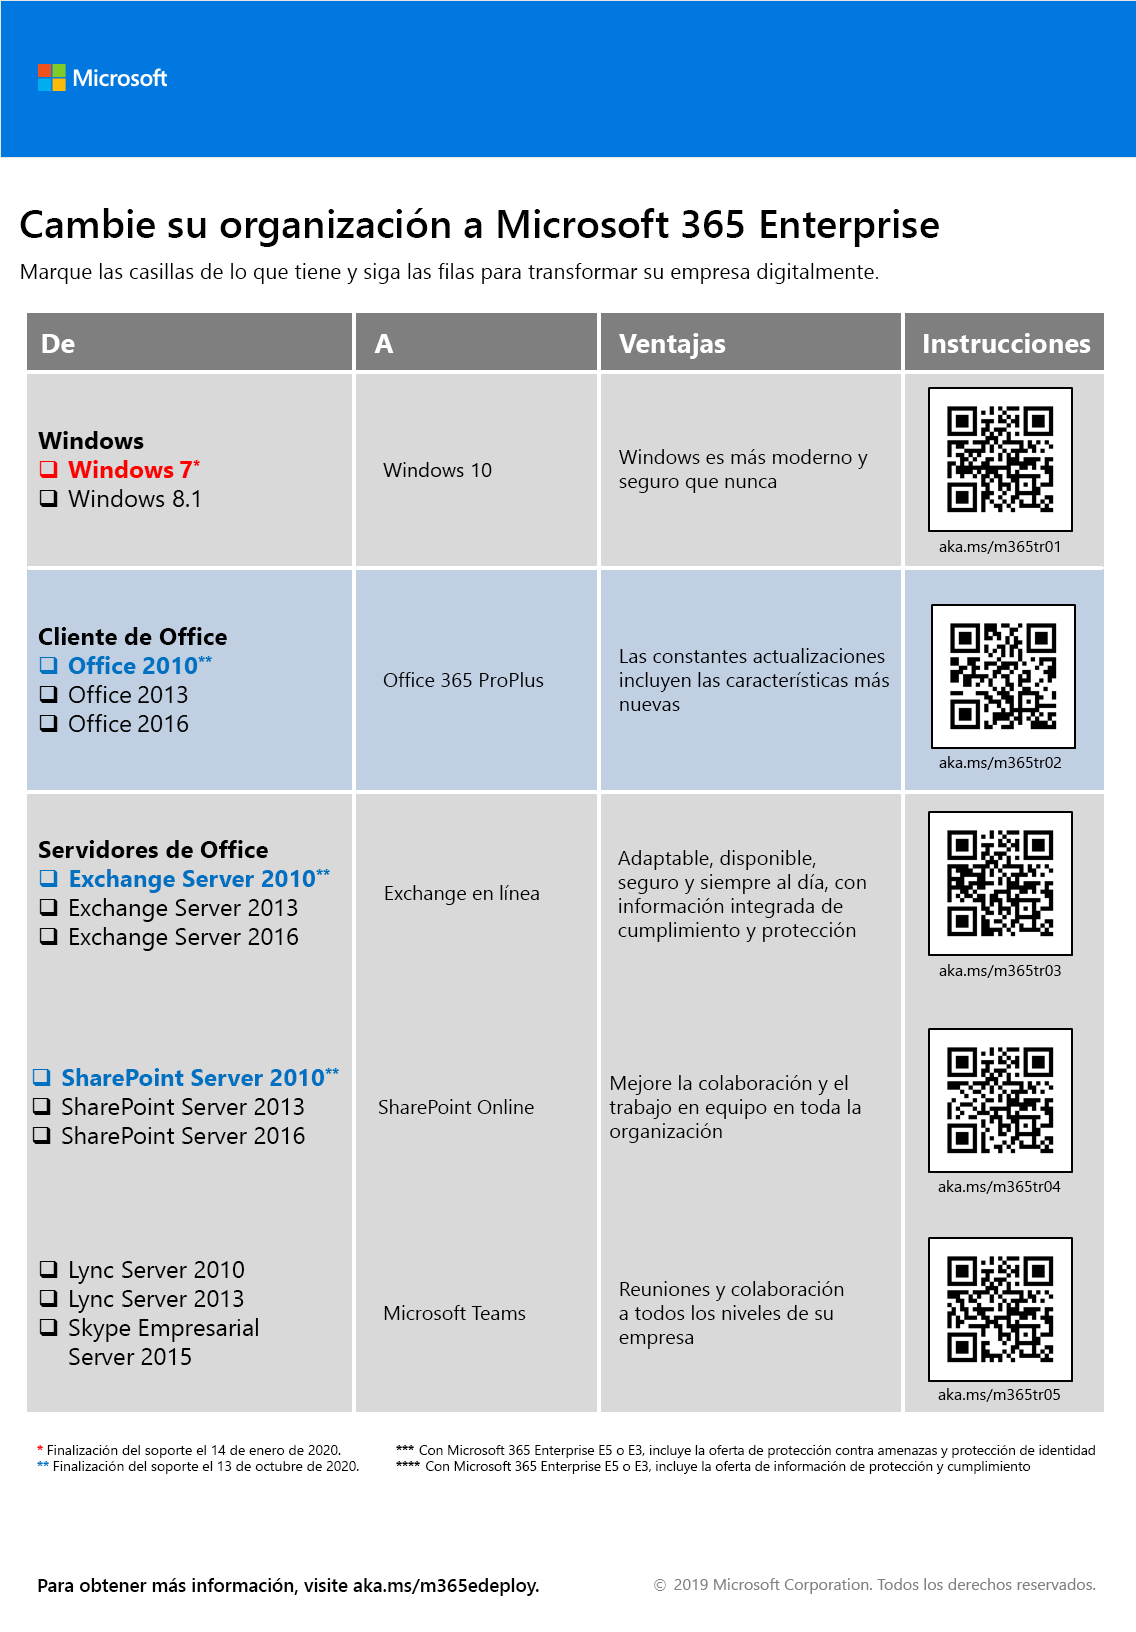 Microsoft
Cambie su organización a Microsoft 365 Enterprise
Marque las casillas de lo que tiene y siga las filas para transformar su empresa digitalmente.
De
A
Ventajas
Instrucciones
Windows
❑ Windows 7*
❑ Windows 8.1
Windows 10
Windows es más moderno y
seguro que nunca
aka.ms/m365tr01
Cliente de Office
❑ Office 2010**
❑ Office 2013
❑ Office 2016
Office 365 ProPlus
Las constantes actualizaciones
incluyen las características más
nuevas
aka.ms/m365tr02
Servidores de Office
❑ Exchange Server 2010**
❑ Exchange Server 2013
❑ Exchange Server 2016
Exchange en línea
Adaptable, disponible,
seguro y siempre al día, con
información integrada de
cumplimiento y protección
aka.ms/m365tr03
❑ SharePoint Server 2010**
❑ SharePoint Server 2013
❑ SharePoint Server 2016
SharePoint Online
Mejore la colaboración y el
trabajo en equipo en toda la
organización
aka.ms/m365tr04
❑ Lync Server 2010
❑ Lync Server 2013
❑ Skype Empresarial
Server 2015
Microsoft Teams
Reuniones y colaboración
a todos los niveles de su
empresa
aka.ms/m365tr05
* Finalización del soporte el 14 de enero de 2020.
** Finalización del soporte el 13 de octubre de 2020.
*** Con Microsoft 365 Enterprise E5 o E3, incluye la oferta de protección contra amenazas y protección de identidad
**** Con Microsoft 365 Enterprise E5 o E3, incluye la oferta de información de protección y cumplimiento
Para obtener más información, visite aka.ms/m365edeploy.
© 2019 Microsoft Corporation. Todos los derechos reservados.